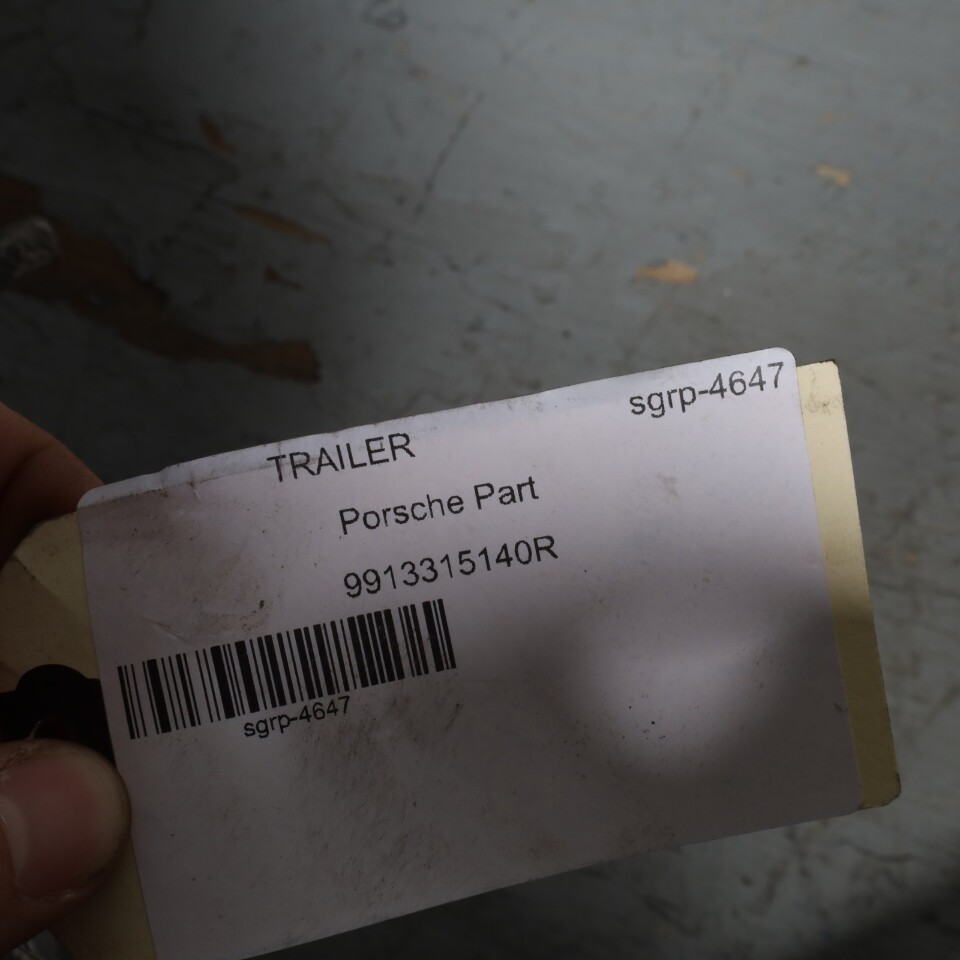 sgrp-4647
TRAILER
Porsche Part
9913315140R
sgrp-4647